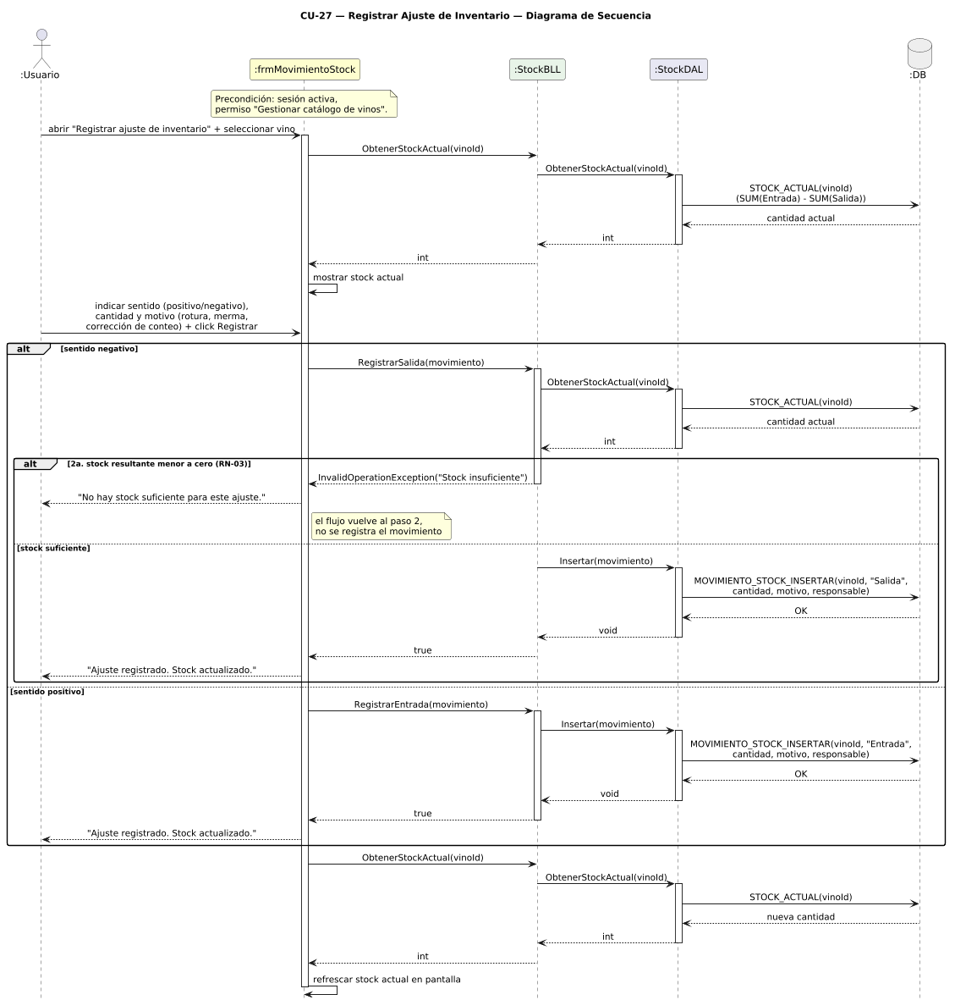 CU-27 — Registrar Ajuste de Inventario — Diagrama de Secuencia
:Usuario
:frmMovimientoStock
:StockBLL
:StockDAL
:DB
Precondición: sesión activa,
permiso "Gestionar catálogo de vinos".
abrir "Registrar ajuste de inventario" + seleccionar vino
ObtenerStockActual(vinoId)
ObtenerStockActual(vinoId)
STOCK_ACTUAL(vinoId)
(SUM(Entrada) - SUM(Salida))
cantidad actual
int
int
mostrar stock actual
indicar sentido (positivo/negativo),
cantidad y motivo (rotura, merma,
corrección de conteo) + click Registrar
alt [sentido negativo]
RegistrarSalida(movimiento)
ObtenerStockActual(vinoId)
STOCK_ACTUAL(vinoId)
cantidad actual
int
alt [2a. stock resultante menor a cero (RN-03)]
InvalidOperationException("Stock insuficiente")
"No hay stock suficiente para este ajuste."
el flujo vuelve al paso 2,
no se registra el movimiento
[stock suficiente]
Insertar(movimiento)
MOVIMIENTO_STOCK_INSERTAR(vinoId, "Salida",
cantidad, motivo, responsable)
OK
void
true
"Ajuste registrado. Stock actualizado."
[sentido positivo]
RegistrarEntrada(movimiento)
Insertar(movimiento)
MOVIMIENTO_STOCK_INSERTAR(vinoId, "Entrada",
cantidad, motivo, responsable)
OK
void
true
"Ajuste registrado. Stock actualizado."
ObtenerStockActual(vinoId)
ObtenerStockActual(vinoId)
STOCK_ACTUAL(vinoId)
nueva cantidad
int
int
refrescar stock actual en pantalla